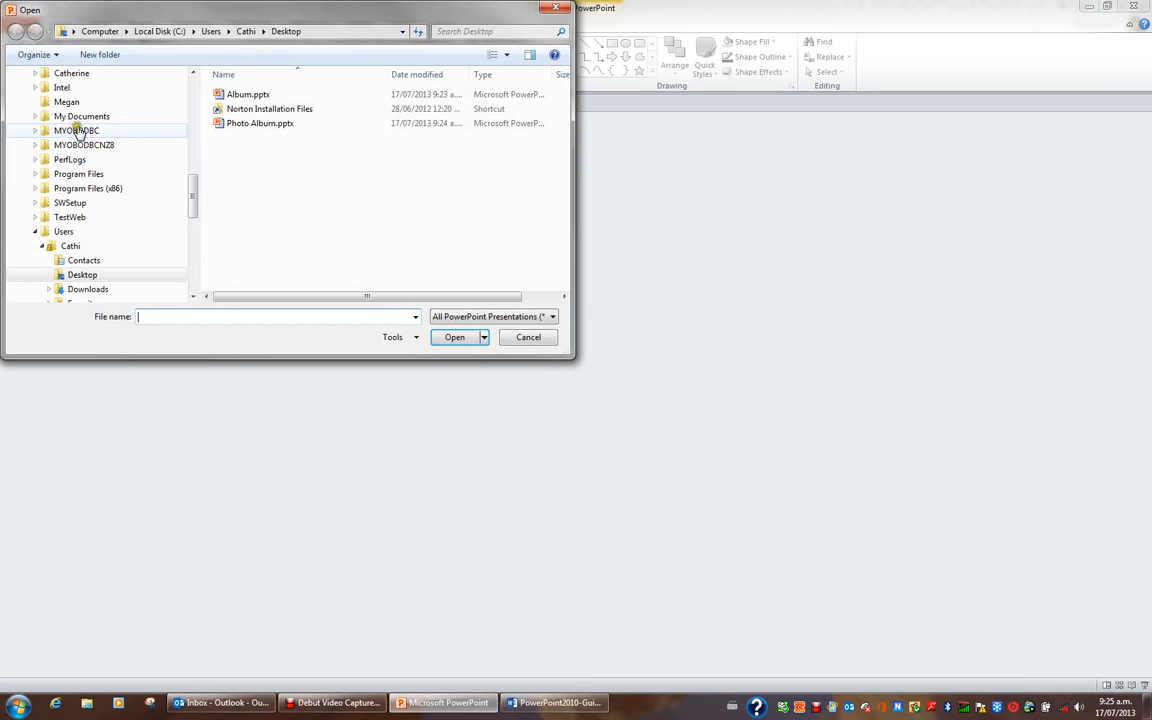 Open
PowerPoint
Computer Local Disk (C:) Users Cathi Desktop
Search Desktop
Organize New folder
Name Date modified Type Size
Catherine
Intel
Megan
My Documents
MYOBODBC
MYOBODBCNZ8
PerfLogs
Program Files
Program Files (x86)
SWSetup
TestWeb
Users
Cathi
Contacts
Desktop
Downloads
Album.pptx 17/07/2013 9:23 a.... Microsoft PowerP...
Norton Installation Files 28/06/2012 12:20 ... Shortcut
Photo Album.pptx 17/07/2013 9:24 a.... Microsoft PowerP...
File name: All PowerPoint Presentations (*
Tools Open Cancel
Arrange
Quick
Styles
Shape Fill
Shape Outline
Shape Effects
Drawing
Find
Replace
Select
Editing
Inbox - Outlook - Ou...
Debut Video Capture...
Microsoft PowerPoint
PowerPoint2010-Gui...
9:25 a.m.
17/07/2013